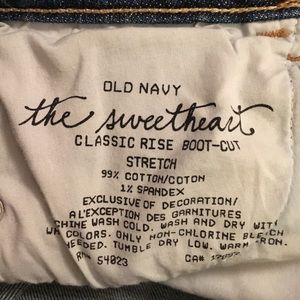 OLD NAVY
the sweetheart
CLASSIC RISE BOOT-CUT
STRETCH
99% COTTON/COTON
1% SPANDEX
EXCLUSIVE OF DECORATION/
A L'EXCEPTION DES GARNITURES
CHINE WASH COLD. WASH AND DRY WITH
COLORS. ONLY NON-CHLORINE BLEACH
EEDED. TUMBLE DRY LOW. WARM IRON.
54023 CA#